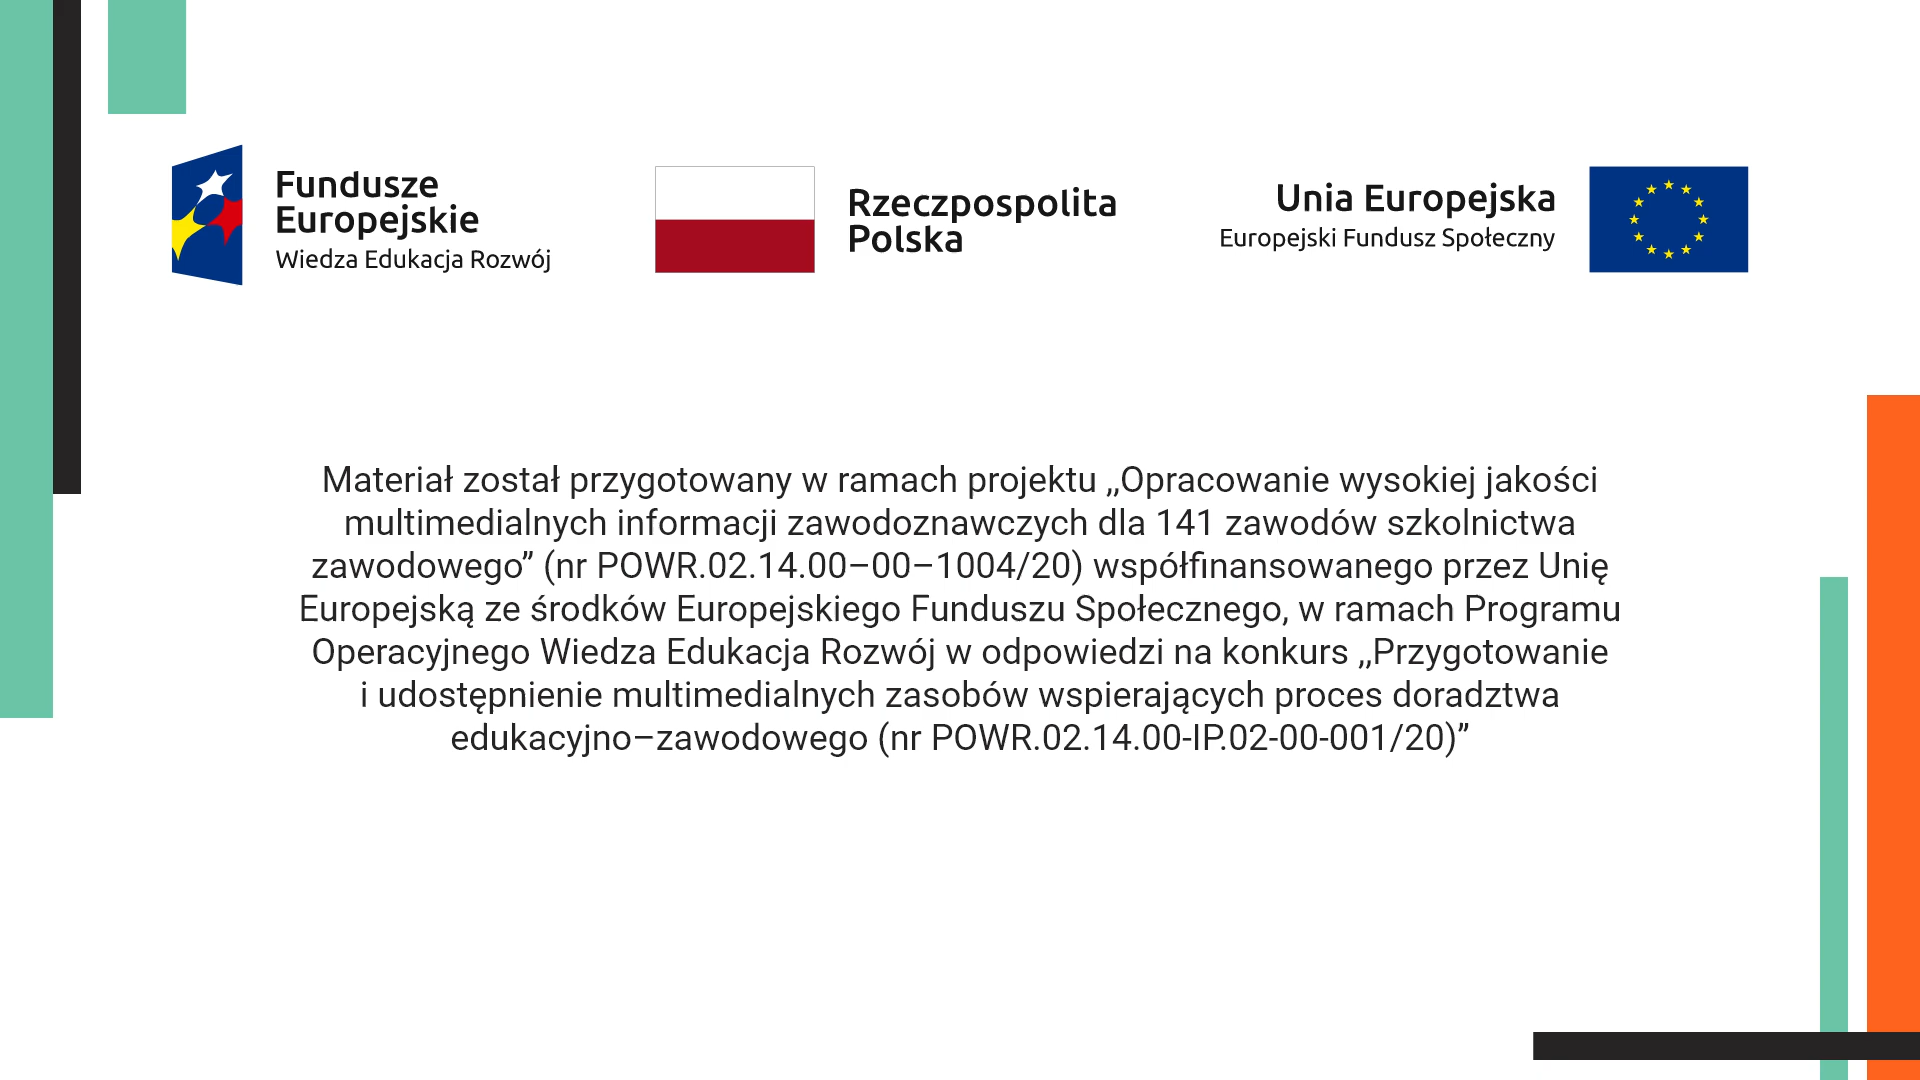 Fundusze
Europejskie
Wiedza Edukacja Rozwój
Rzeczpospolita
Polska
Unia Europejska
Europejski Fundusz Społeczny
Materiał został przygotowany w ramach projektu ,,Opracowanie wysokiej jakości
multimedialnych informacji zawodoznawczych dla 141 zawodów szkolnictwa
zawodowego” (nr POWR.02.14.00–00–1004/20) współfinansowanego przez Unię
Europejską ze środków Europejskiego Funduszu Społecznego, w ramach Programu
Operacyjnego Wiedza Edukacja Rozwój w odpowiedzi na konkurs ,,Przygotowanie
i udostępnienie multimedialnych zasobów wspierających proces doradztwa
edukacyjno–zawodowego (nr POWR.02.14.00-IP.02-00-001/20)”